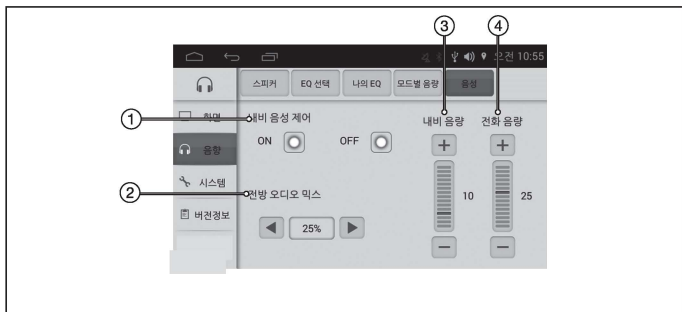 ③ ④
오전 10:55
스피커 EQ 선택 나의 EQ 모드별 음량 음성
화면
음향
시스템
버전정보
① 내비 음성 제어
ON OFF
② 전방 오디오 믹스
25%
내비 음량 전화 음량
+ +
10 25
- -